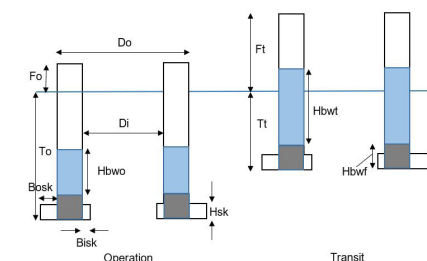 Do
Ft
Fo
Hbwt
Di
Tt
To
Hbwo
Hbwf
Bosk
Hsk
Bisk
Operation
Transit